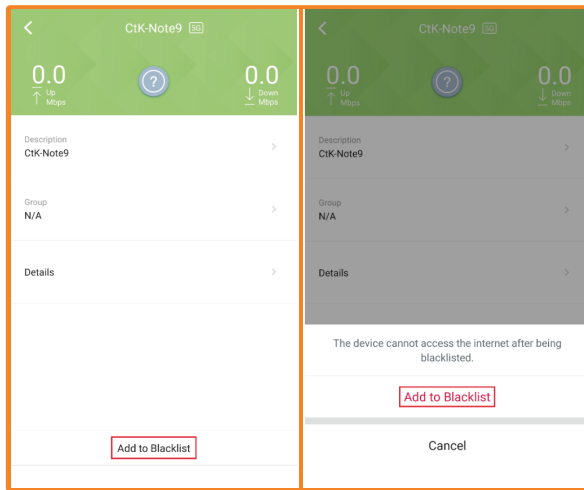 CtK-Note9 5G
0.0
Up
Mbps
?
0.0
Down
Mbps
Description
CtK-Note9
Group
N/A
Details
Add to Blacklist
CtK-Note9 5G
0.0
Up
Mbps
?
0.0
Down
Mbps
Description
CtK-Note9
Group
N/A
Details
The device cannot access the internet after being
blacklisted.
Add to Blacklist
Cancel